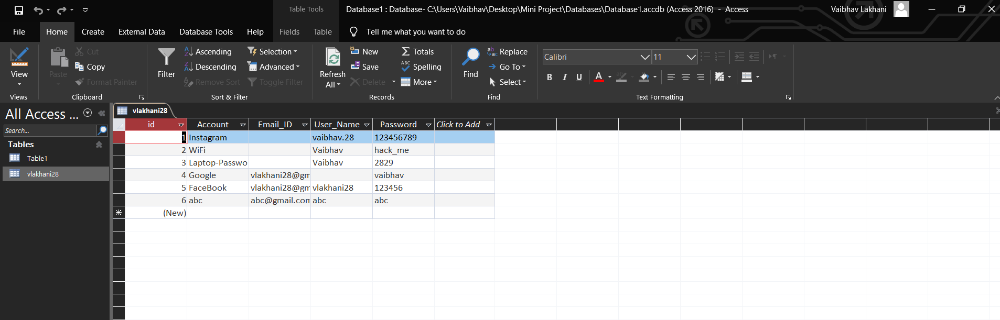 Table Tools
Database1 : Database- C:\Users\Vaibhav\Desktop\Mini Project\Databases\Database1.accdb (Access 2016) - Access
Vaibhav Lakhani
File Home Create External Data Database Tools Help Fields Table Tell me what you want to do
View
Views
Paste
Cut
Copy
Format Painter
Clipboard
Filter
Ascending
Descending
Remove Sort
Selection
Advanced
Toggle Filter
Sort & Filter
Refresh
All
New
Save
Delete
Totals
Spelling
More
Records
Find
Replace
Go To
Select
Find
Calibri 11
B I U A
Text Formatting
All Access ...
Search...
Tables
Table1
vlakhani28
vlakhani28
id Account Email_ID User_Name Password Click to Add
1 Instagram vaibhav.28 123456789
2 WiFi Vaibhav hack_me
3 Laptop-Passwo Vaibhav 2829
4 Google vlakhani28@gm vaibhav
5 FaceBook vlakhani28@gm vlakhani28 123456
6 abc abc@gmail.com abc abc
(New)